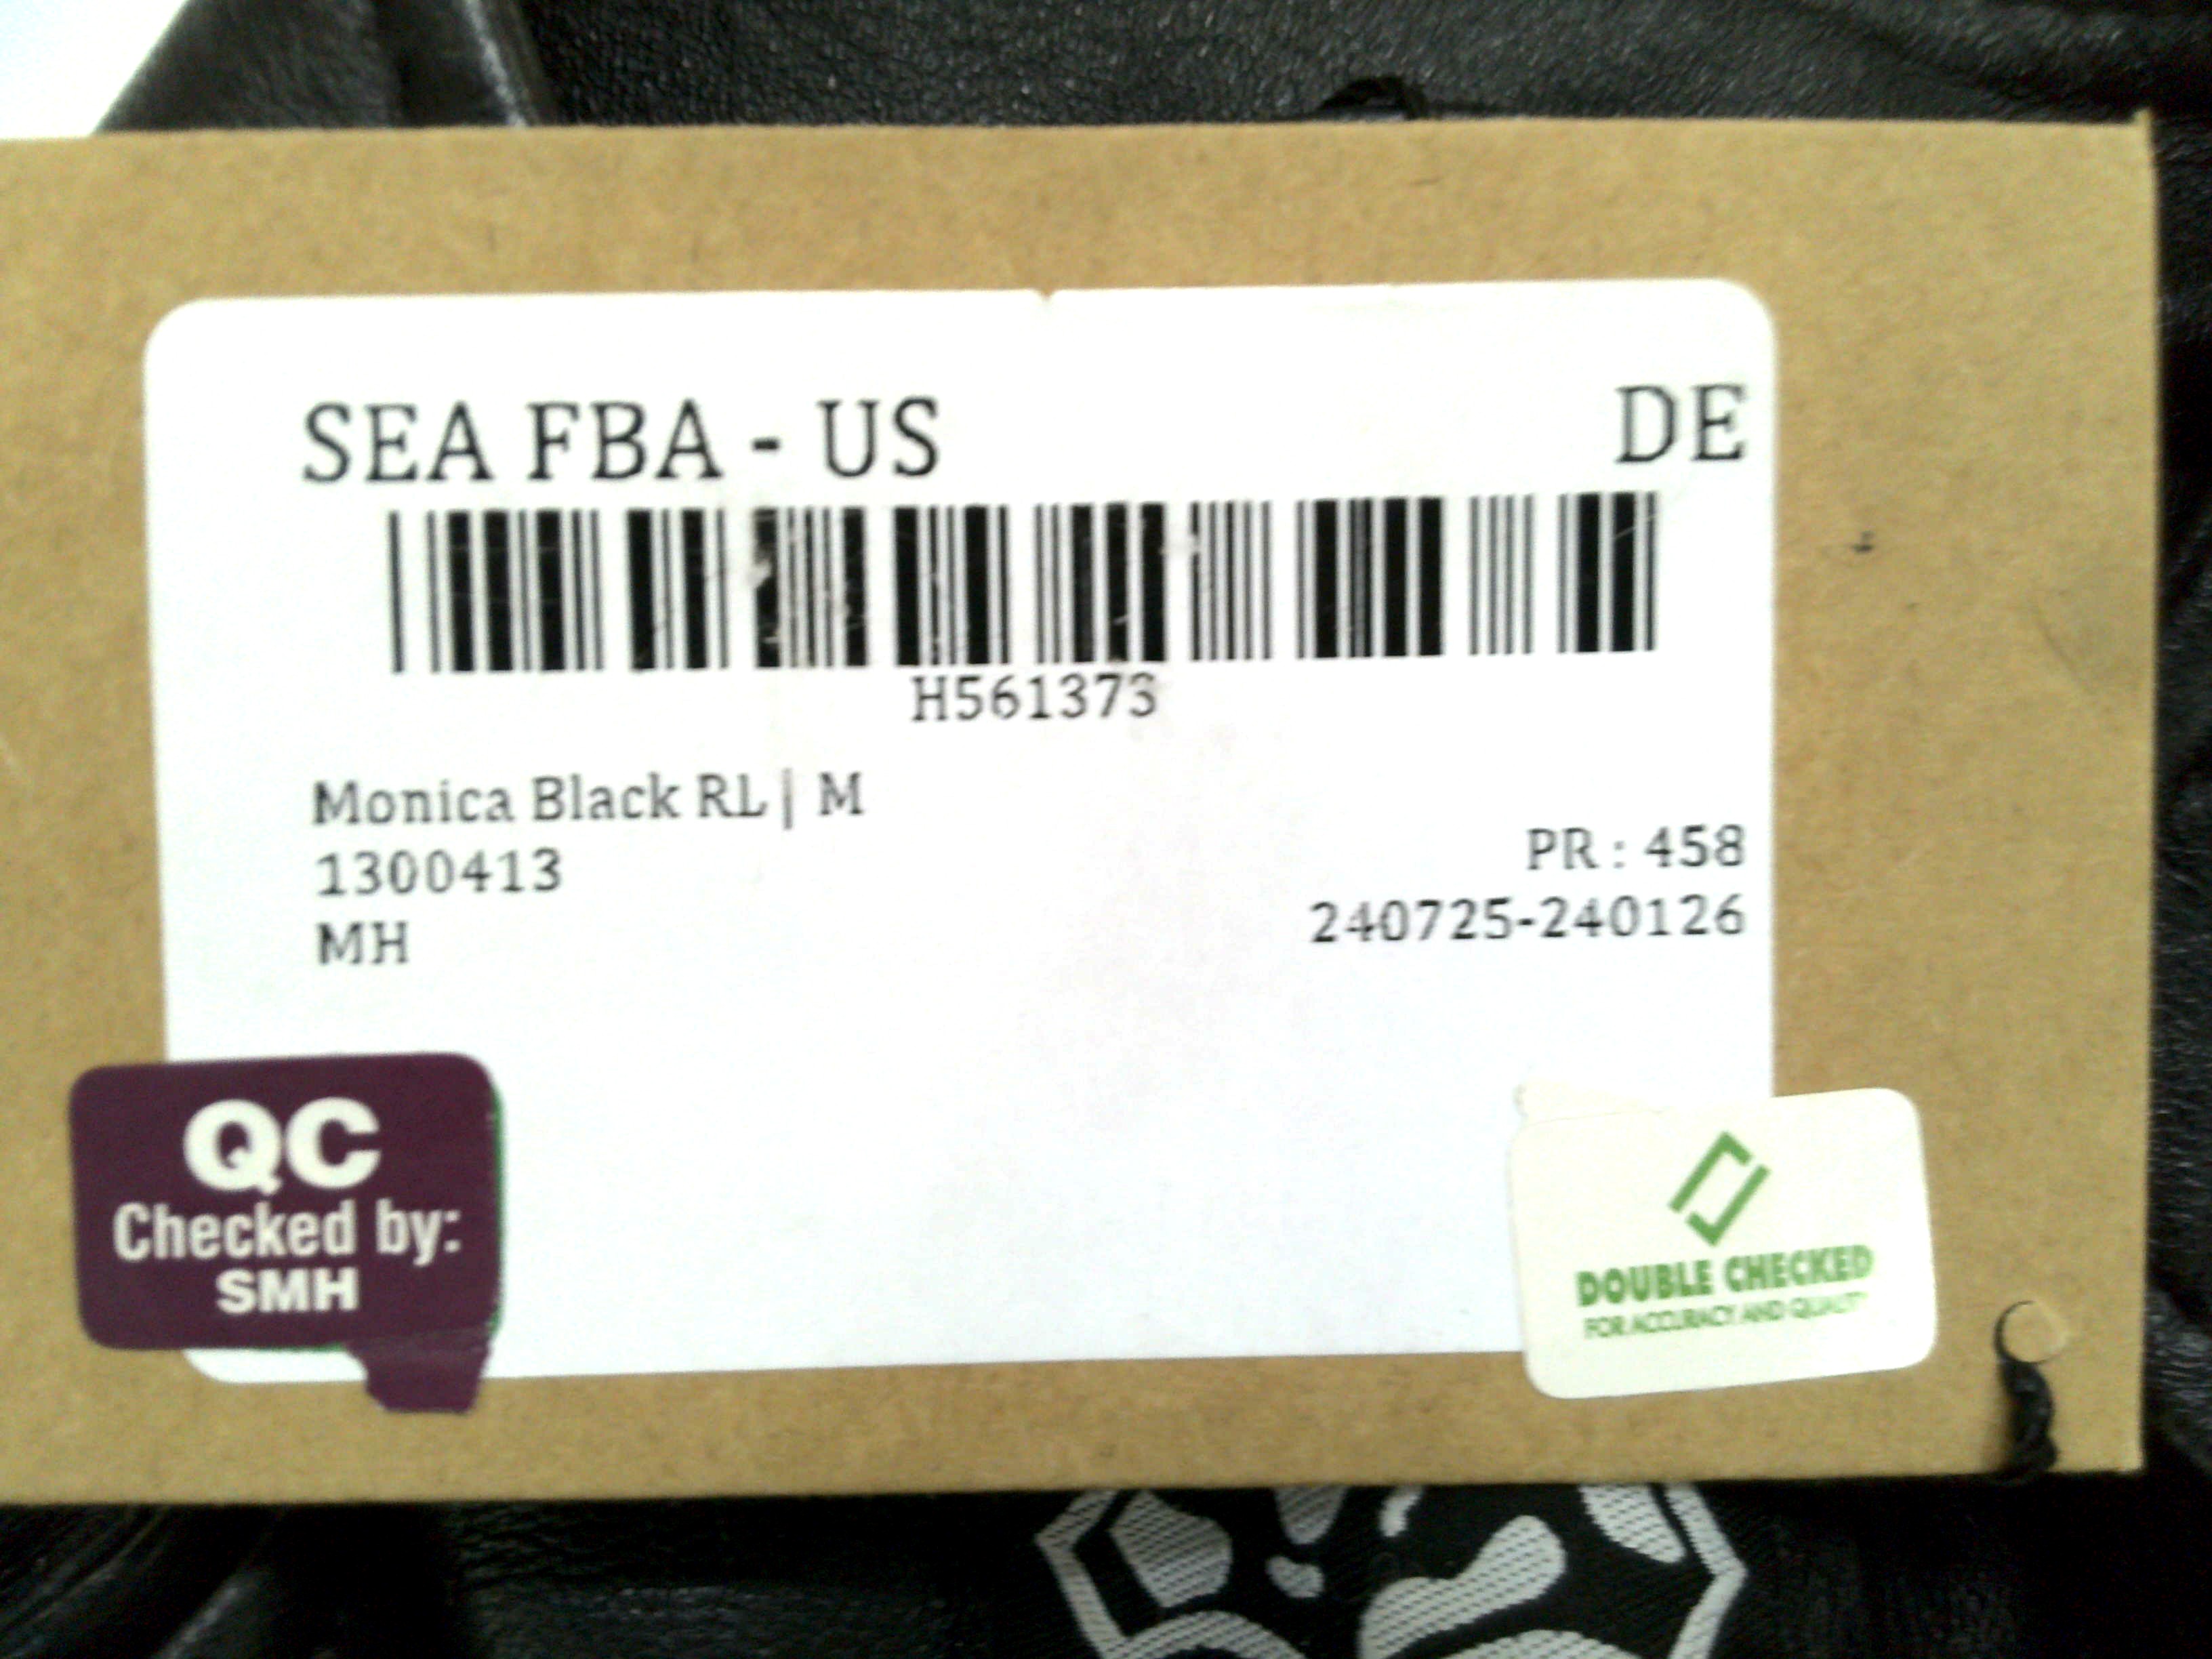 SEA FBA - US DE
H561373
Monica Black RL | M
1300413
PR : 458
MH
240725-240126
QC
Checked by:
SMH
DOUBLE CHECKED
FOR ACCURACY AND QUALITY